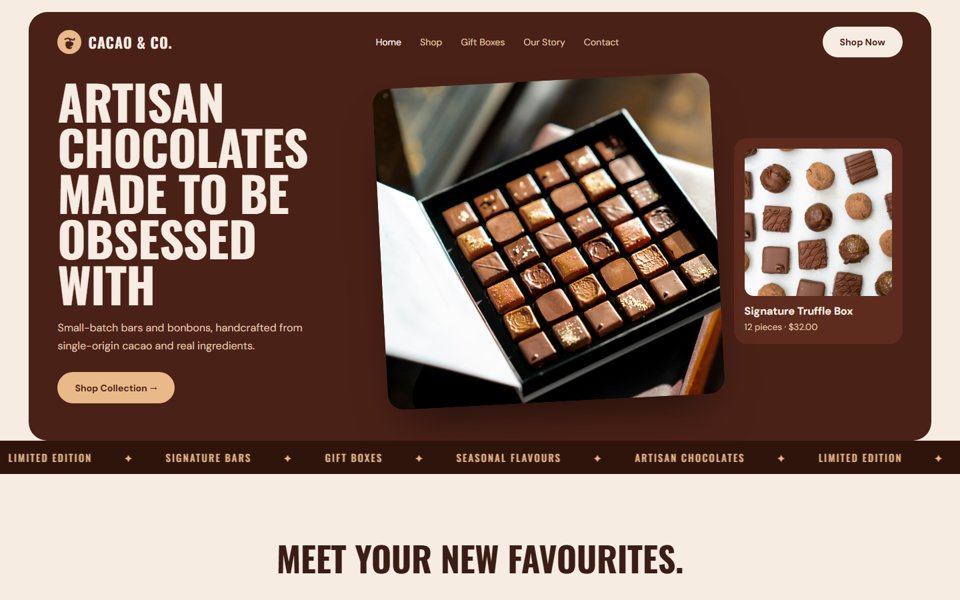 CACAO & CO.
Home
Shop
Gift Boxes
Our Story
Contact
Shop Now
ARTISAN
CHOCOLATES
MADE TO BE
OBSESSED
WITH
Small-batch bars and bonbons, handcrafted from
single-origin cacao and real ingredients.
Shop Collection →
Signature Truffle Box
12 pieces · $32.00
LIMITED EDITION ✦ SIGNATURE BARS ✦ GIFT BOXES ✦ SEASONAL FLAVOURS ✦ ARTISAN CHOCOLATES ✦ LIMITED EDITION ✦
MEET YOUR NEW FAVOURITES.